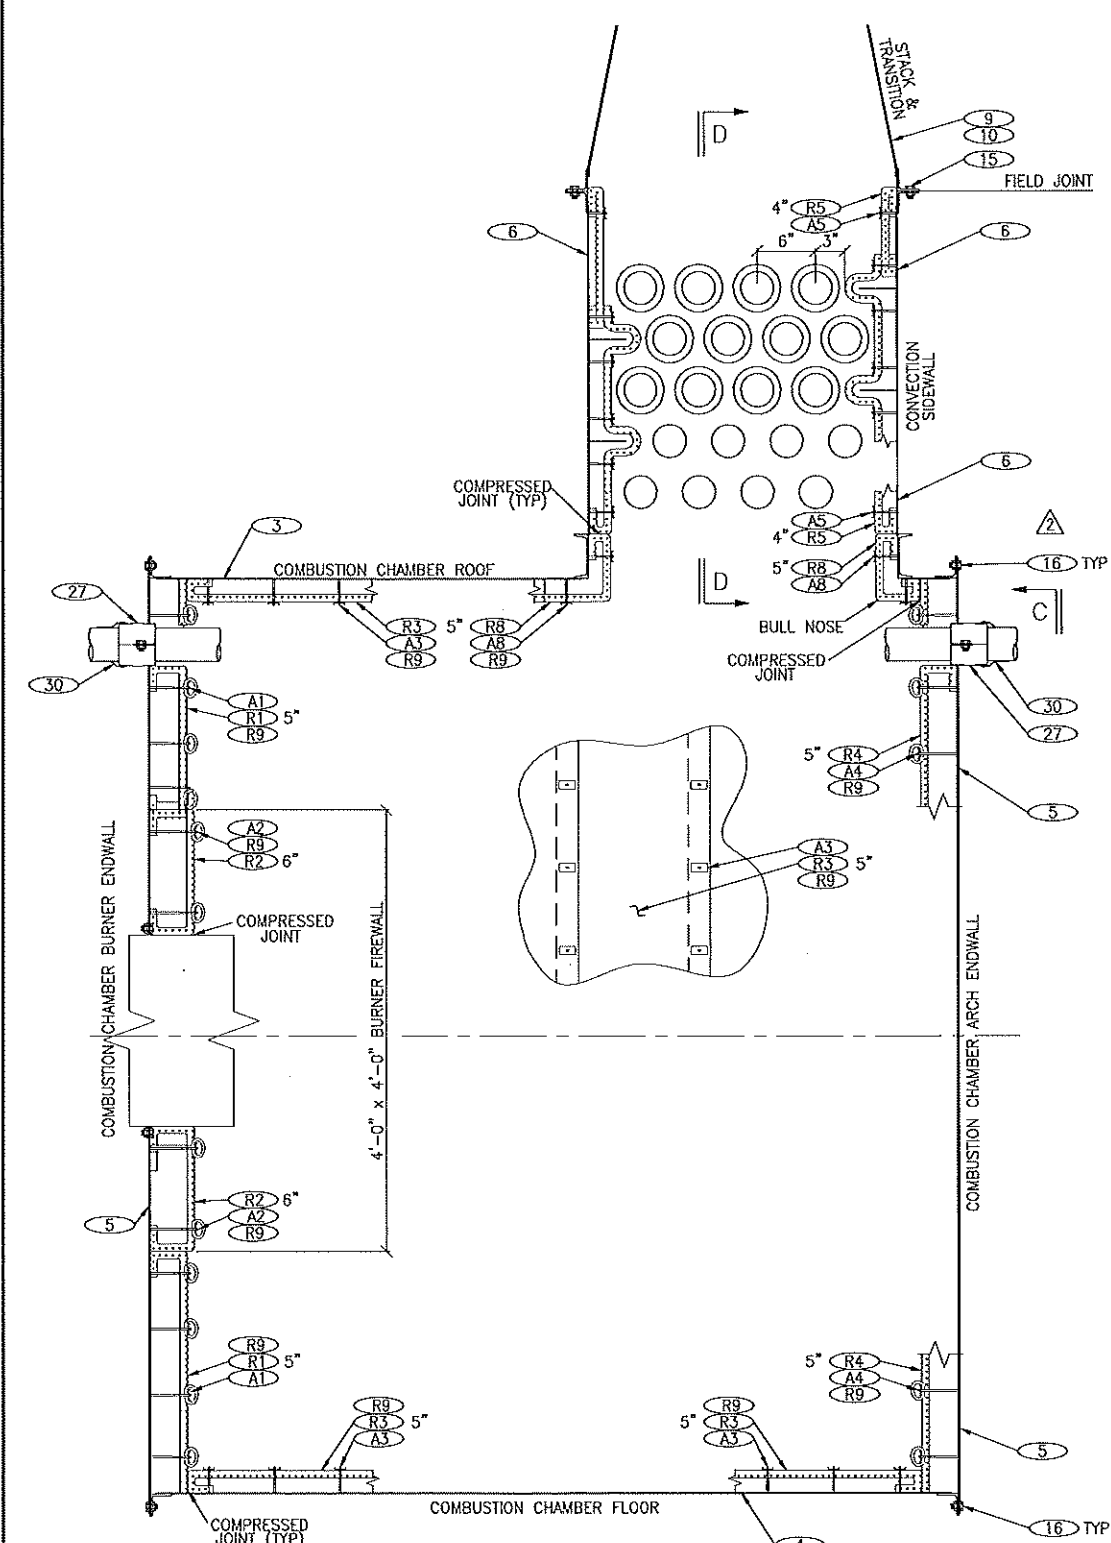 STACK &
TRANSITION
D
9
10
15
FIELD JOINT
4" R5
A5
6" 3"
6
6
CONVECTION
SIDEWALL
6
COMPRESSED
JOINT (TYP)
A5
4" R5
2
3
COMBUSTION CHAMBER ROOF
5" R8
A8
D
16 TYP
27
C
R3 5" R8
A3 A8
R9 R9
BULL NOSE
COMPRESSED
JOINT
30
30
27
A1
R1 5"
R9
5" R4
A4
R9
5
COMBUSTION CHAMBER BURNER ENDWALL
A2
R9
R2 6"
A3
R3 5"
R9
COMPRESSED
JOINT
4'-0" x 4'-0" BURNER FIREWALL
COMBUSTION CHAMBER ARCH ENDWALL
R2 6"
A2
R9
5
R9
R1 5"
A1
5" R4
A4
R9
R9
R3 5"
A3
R9
5" R3
A3
5
COMBUSTION CHAMBER FLOOR
COMPRESSED
JOINT (TYP)
16 TYP
4